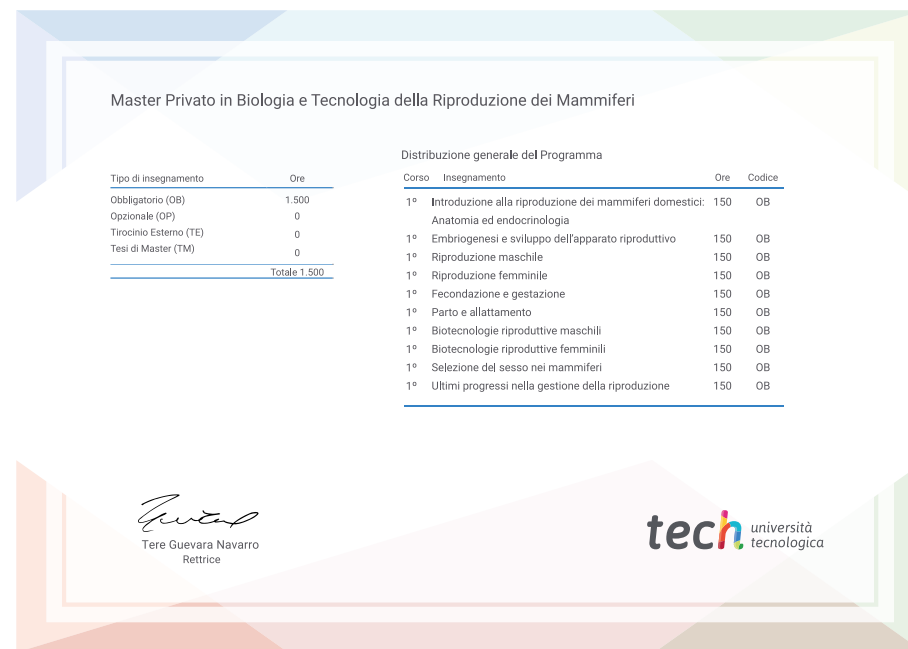 Master Privato in Biologia e Tecnologia della Riproduzione dei Mammiferi
Tipo di insegnamento Ore
Obbligatorio (OB) 1.500
Opzionale (OP) 0
Tirocinio Esterno (TE) 0
Tesi di Master (TM) 0
Totale 1.500
Distribuzione generale del Programma
Corso Insegnamento Ore Codice
1º Introduzione alla riproduzione dei mammiferi domestici: 150 OB
Anatomia ed endocrinologia
1º Embriogenesi e sviluppo dell'apparato riproduttivo 150 OB
1º Riproduzione maschile 150 OB
1º Riproduzione femminile 150 OB
1º Fecondazione e gestazione 150 OB
1º Parto e allattamento 150 OB
1º Biotecnologie riproduttive maschili 150 OB
1º Biotecnologie riproduttive femminili 150 OB
1º Selezione del sesso nei mammiferi 150 OB
1º Ultimi progressi nella gestione della riproduzione 150 OB
Tere Guevara Navarro
Rettrice
tech università
tecnologica